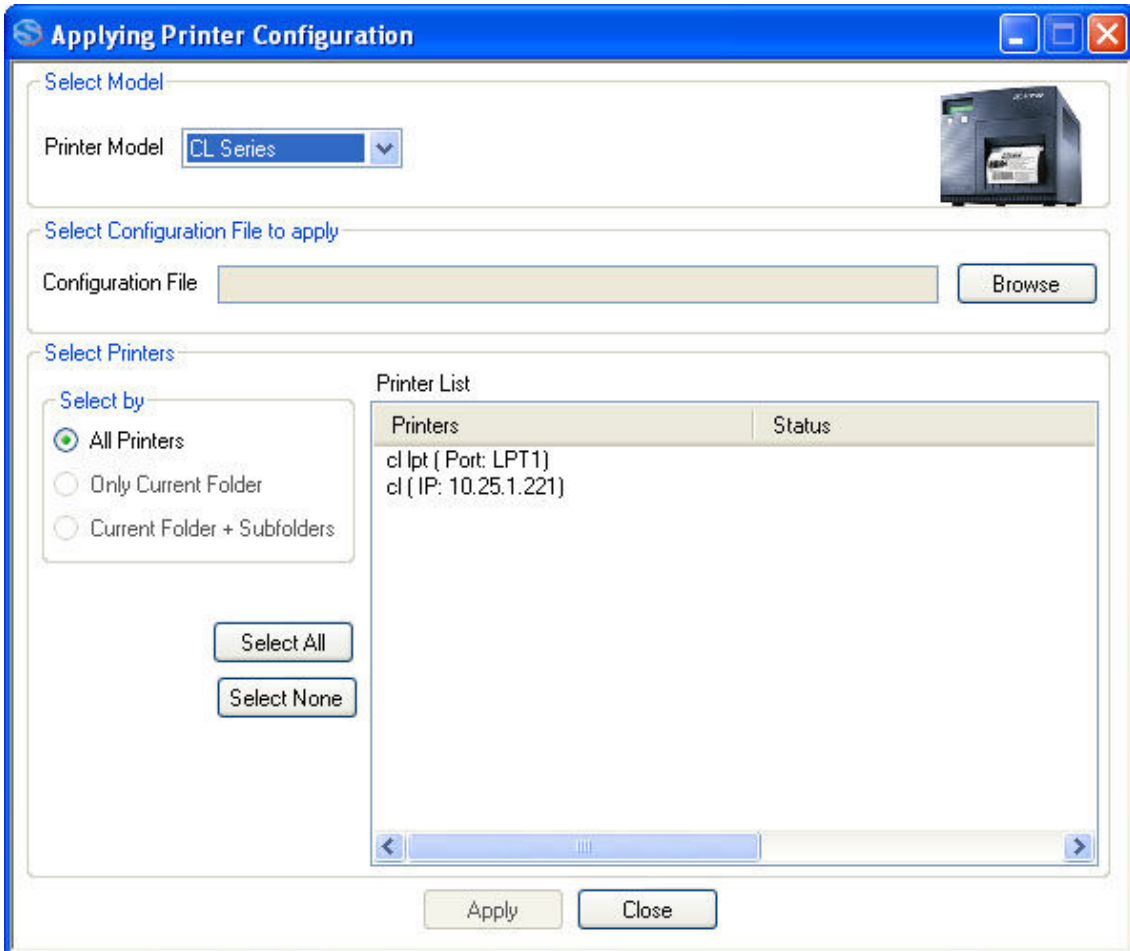 Applying Printer Configuration
Select Model
Printer Model CL Series
Select Configuration File to apply
Configuration File Browse
Select Printers
Select by
All Printers
Only Current Folder
Current Folder + Subfolders
Select All
Select None
Printer List
Printers Status
cl lpt ( Port: LPT1)
cl ( IP: 10.25.1.221)
Apply Close